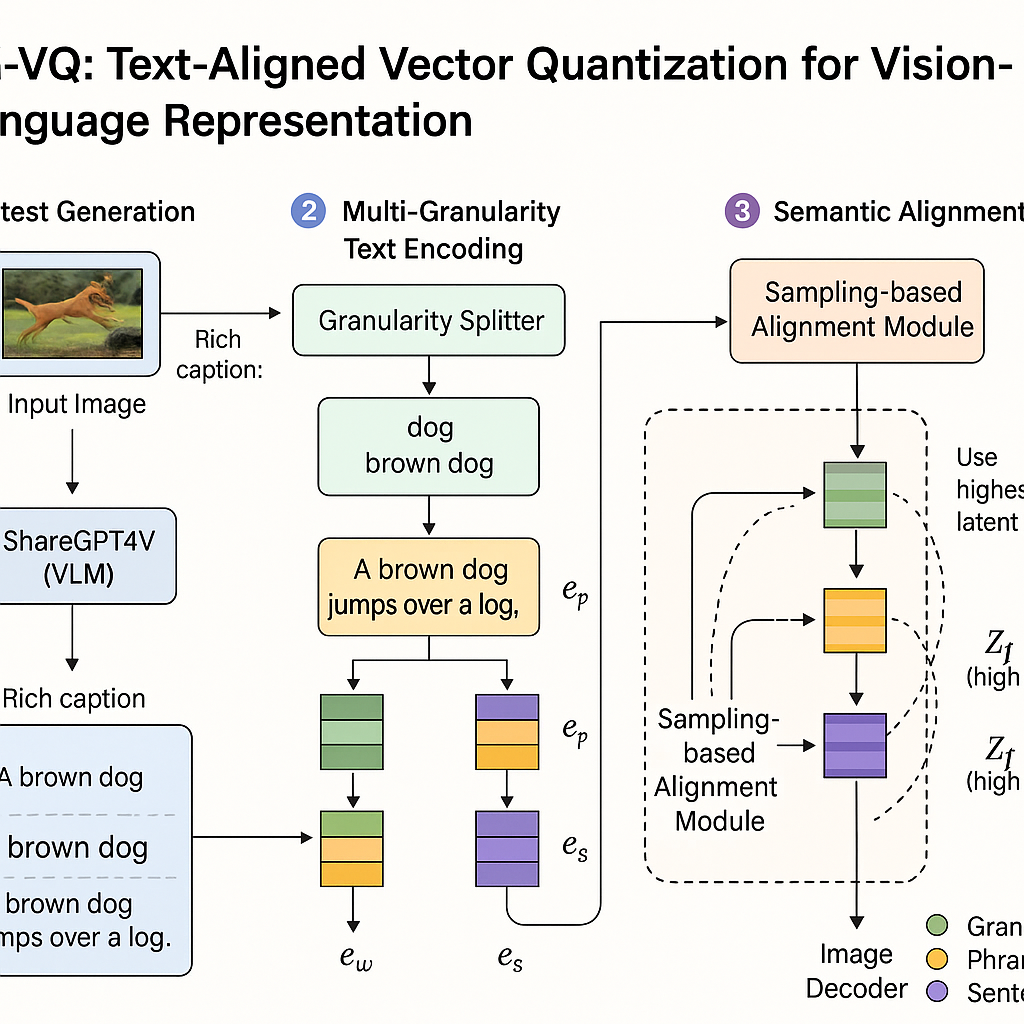 -VQ: Text-Aligned Vector Quantization for Vision-
nguage Representation
test Generation
Input Image
ShareGPT4V
(VLM)
Rich caption
A brown dog
brown dog
brown dog
mps over a log.
Rich
caption:
2 Multi-Granularity
Text Encoding
Granularity Splitter
dog
brown dog
A brown dog
jumps over a log,
e_p
e_p
e_s
e_w
e_s
3 Semantic Alignment
Sampling-based
Alignment Module
Sampling-
based
Alignment
Module
Use
highes
latent
Z_f
(high
Z_f
(high
Image
Decoder
Gran
Phra
Sente